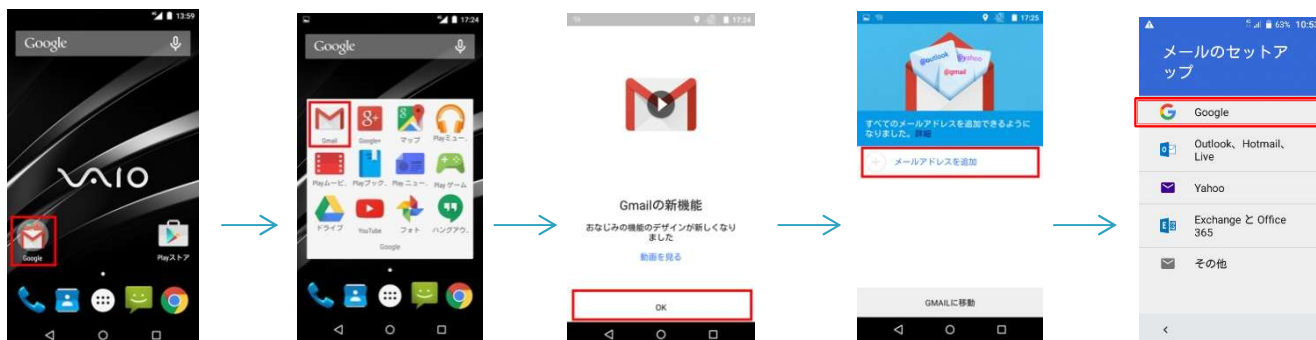 13:59
Google
VAIO
Google
Playストア
17:24
Google
Gmail
Google+
マップ
Playミュー..
Playムービ..
Playブック..
Playニュー..
Play ゲーム
ドライブ
YouTube
フォト
ハングアウ..
Google
17:24
Gmailの新機能
おなじみの機能のデザインが新しくなり
ました
動画を見る
OK
17:25
@outlook
@yahoo
@gmail
すべてのメールアドレスを追加できるように
なりました。詳細
メールアドレスを追加
GMAILに移動
63% 10:53
メールのセットア
ップ
Google
Outlook、Hotmail、
Live
Yahoo
Exchange と Office
365
その他